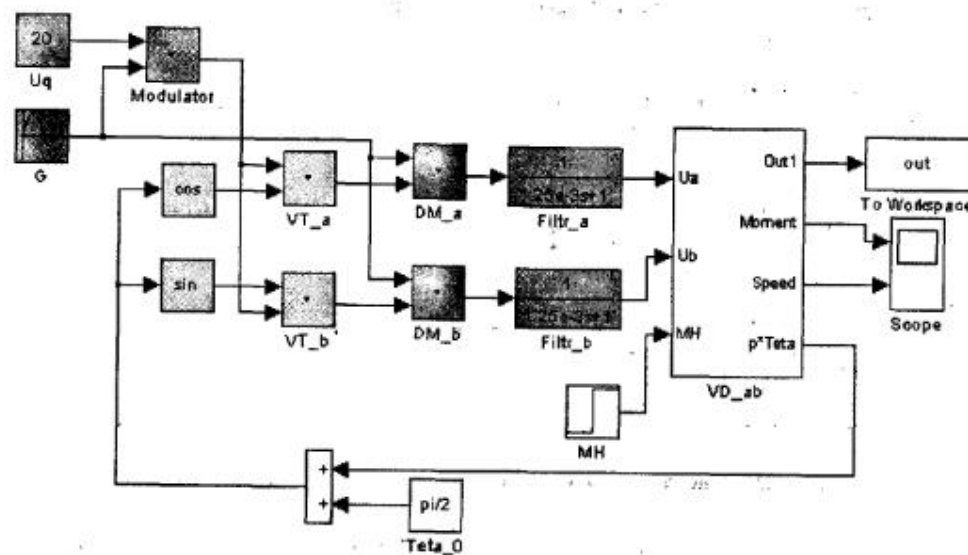 20
Uq
Modulator
G
cos
sin
VT_a
VT_b
DM_a
DM_b
Filtr_a
Filtr_b
Ua
Ub
MH
Out1
Moment
Speed
p*Teta
VD_ab
out
To Workspace
Scope
MH
+
+
pi/2
Teta_0